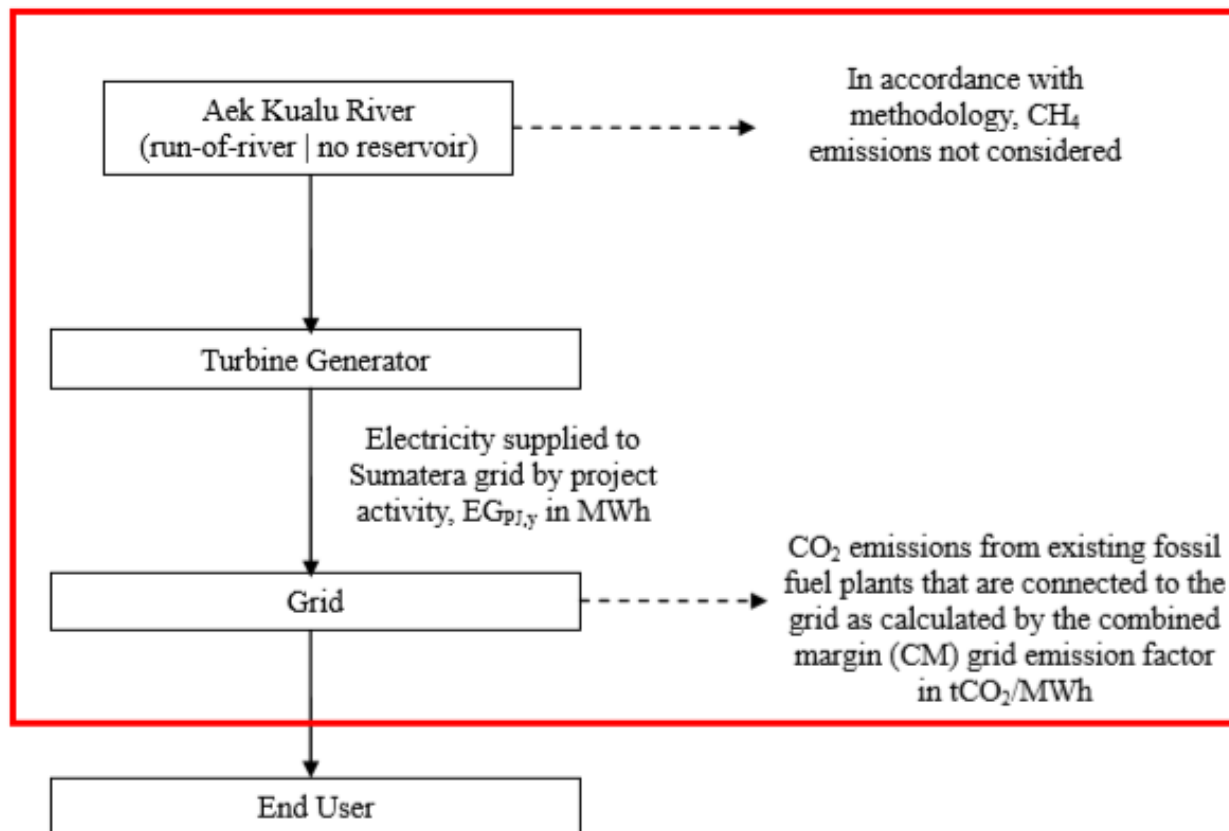 Aek Kualu River
(run-of-river | no reservoir)
In accordance with
methodology, CH₄
emissions not considered
Turbine Generator
Electricity supplied to
Sumatera grid by project
activity, EG_PJ,y in MWh
Grid
CO₂ emissions from existing fossil
fuel plants that are connected to the
grid as calculated by the combined
margin (CM) grid emission factor
in tCO₂/MWh
End User